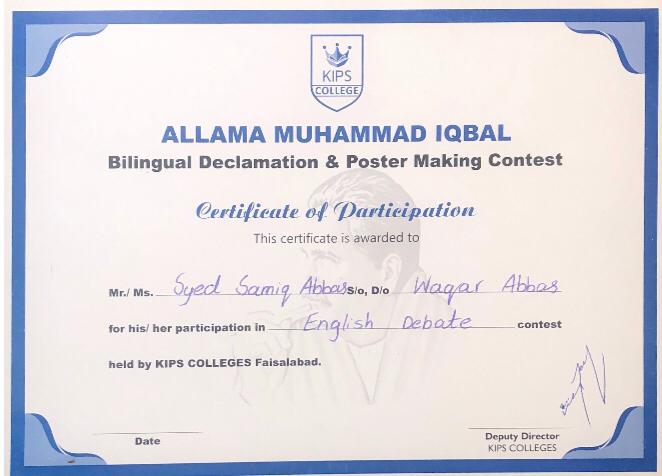 KIPS
COLLEGE
ALLAMA MUHAMMAD IQBAL
Bilingual Declamation & Poster Making Contest
Certificate of Participation
This certificate is awarded to
Mr./ Ms. Syed Samiq Abbas S/o, D/o Waqar Abbas
for his/ her participation in English Debate contest
held by KIPS COLLEGES Faisalabad.
Date
Deputy Director
KIPS COLLEGES